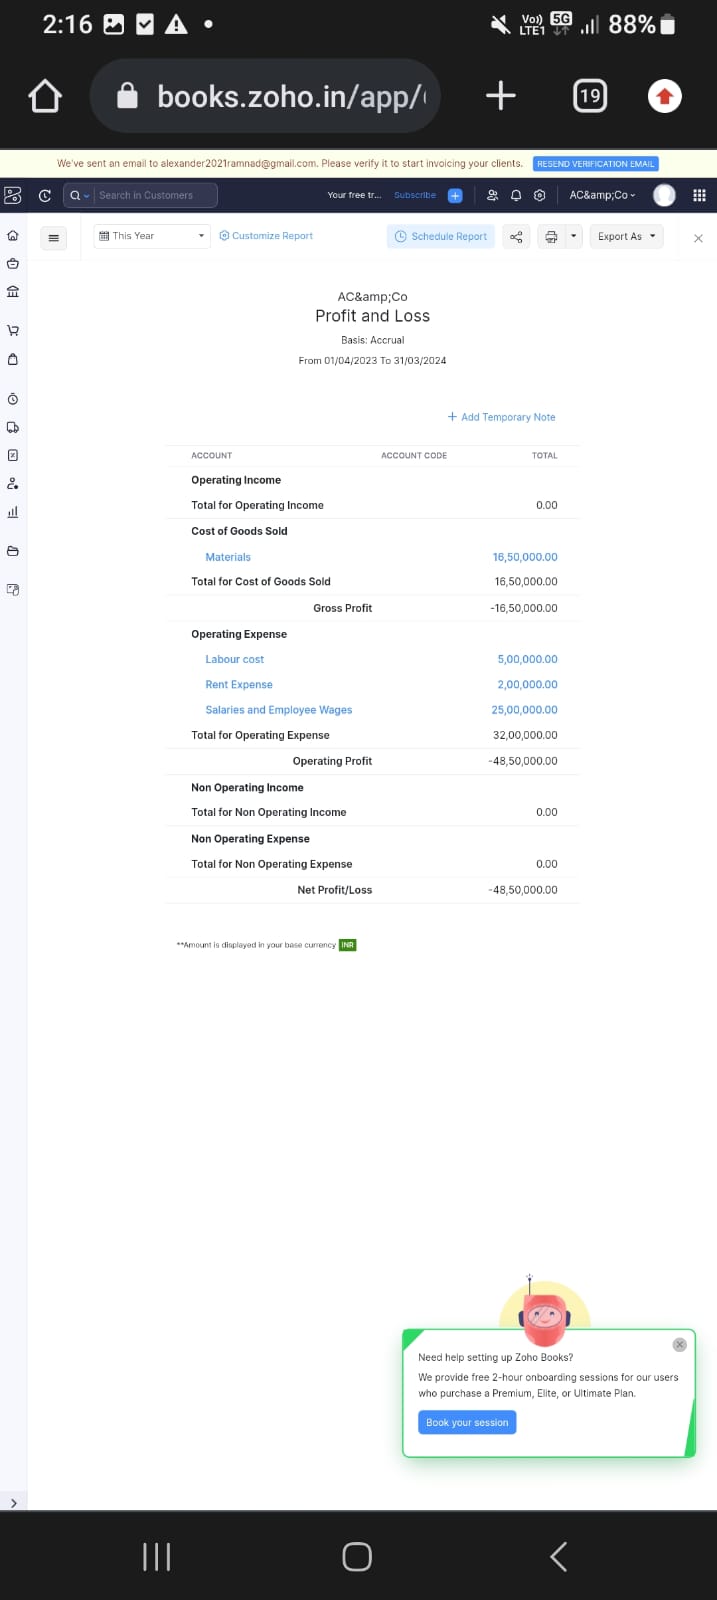 2:16
Vo)) LTE1 5G 88%
books.zoho.in/app/
19
We've sent an email to alexander2021ramnad@gmail.com. Please verify it to start invoicing your clients. RESEND VERIFICATION EMAIL
Search in Customers Your free tr... Subscribe AC&amp;Co
This Year Customize Report Schedule Report Export As
AC&amp;Co
Profit and Loss
Basis: Accrual
From 01/04/2023 To 31/03/2024
+ Add Temporary Note
ACCOUNT ACCOUNT CODE TOTAL
Operating Income
Total for Operating Income 0.00
Cost of Goods Sold
Materials 16,50,000.00
Total for Cost of Goods Sold 16,50,000.00
Gross Profit -16,50,000.00
Operating Expense
Labour cost 5,00,000.00
Rent Expense 2,00,000.00
Salaries and Employee Wages 25,00,000.00
Total for Operating Expense 32,00,000.00
Operating Profit -48,50,000.00
Non Operating Income
Total for Non Operating Income 0.00
Non Operating Expense
Total for Non Operating Expense 0.00
Net Profit/Loss -48,50,000.00
**Amount is displayed in your base currency INR
Need help setting up Zoho Books?
We provide free 2-hour onboarding sessions for our users
who purchase a Premium, Elite, or Ultimate Plan.
Book your session